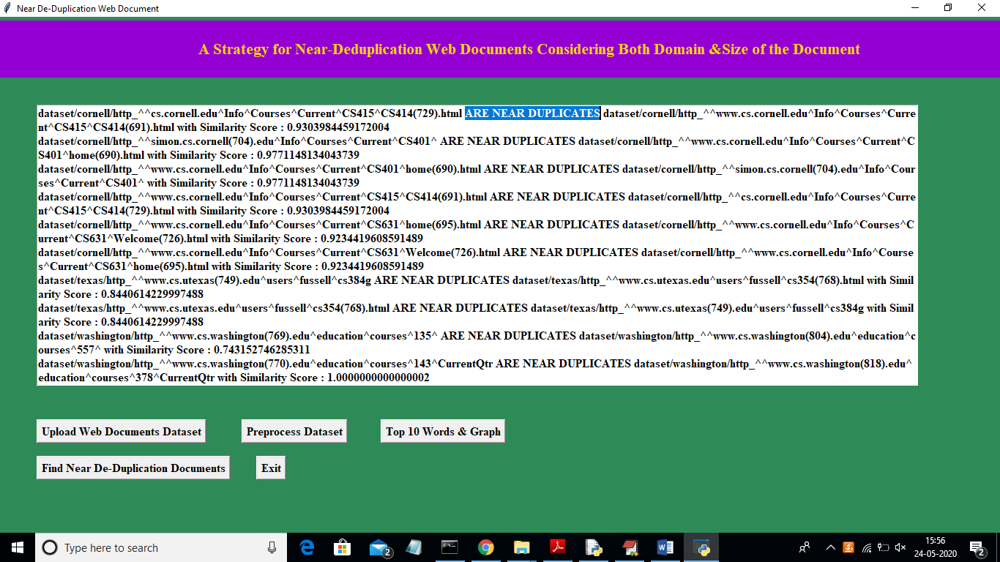 Near De-Duplication Web Document
A Strategy for Near-Deduplication Web Documents Considering Both Domain &Size of the Document
dataset/cornell/http_^^cs.cornell.edu^Info^Courses^Current^CS415^CS414(729).html ARE NEAR DUPLICATES dataset/cornell/http_^^www.cs.cornell.edu^Info^Courses^Curre
nt^CS415^CS414(691).html with Similarity Score : 0.9303984459172004
dataset/cornell/http_^^simon.cs.cornell(704).edu^Info^Courses^Current^CS401^ ARE NEAR DUPLICATES dataset/cornell/http_^^www.cs.cornell.edu^Info^Courses^Current^C
S401^home(690).html with Similarity Score : 0.9771148134043739
dataset/cornell/http_^^www.cs.cornell.edu^Info^Courses^Current^CS401^home(690).html ARE NEAR DUPLICATES dataset/cornell/http_^^simon.cs.cornell(704).edu^Info^Cour
ses^Current^CS401^ with Similarity Score : 0.9771148134043739
dataset/cornell/http_^^www.cs.cornell.edu^Info^Courses^Current^CS415^CS414(691).html ARE NEAR DUPLICATES dataset/cornell/http_^^cs.cornell.edu^Info^Courses^Curre
nt^CS415^CS414(729).html with Similarity Score : 0.9303984459172004
dataset/cornell/http_^^www.cs.cornell.edu^Info^Courses^Current^CS631^home(695).html ARE NEAR DUPLICATES dataset/cornell/http_^^www.cs.cornell.edu^Info^Courses^C
urrent^CS631^Welcome(726).html with Similarity Score : 0.9234419608591489
dataset/cornell/http_^^www.cs.cornell.edu^Info^Courses^Current^CS631^Welcome(726).html ARE NEAR DUPLICATES dataset/cornell/http_^^www.cs.cornell.edu^Info^Course
s^Current^CS631^home(695).html with Similarity Score : 0.9234419608591489
dataset/texas/http_^^www.cs.utexas(749).edu^users^fussell^cs384g ARE NEAR DUPLICATES dataset/texas/http_^^www.cs.utexas.edu^users^fussell^cs354(768).html with Simil
arity Score : 0.8440614229997488
dataset/texas/http_^^www.cs.utexas.edu^users^fussell^cs354(768).html ARE NEAR DUPLICATES dataset/texas/http_^^www.cs.utexas(749).edu^users^fussell^cs384g with Simil
arity Score : 0.8440614229997488
dataset/washington/http_^^www.cs.washington(769).edu^education^courses^135^ ARE NEAR DUPLICATES dataset/washington/http_^^www.cs.washington(804).edu^education^c
ourses^557^ with Similarity Score : 0.743152746285311
dataset/washington/http_^^www.cs.washington(770).edu^education^courses^143^CurrentQtr ARE NEAR DUPLICATES dataset/washington/http_^^www.cs.washington(818).edu^
education^courses^378^CurrentQtr with Similarity Score : 1.0000000000000002
Upload Web Documents Dataset
Preprocess Dataset
Top 10 Words & Graph
Find Near De-Duplication Documents
Exit
Type here to search
2
15:56
24-05-2020
2